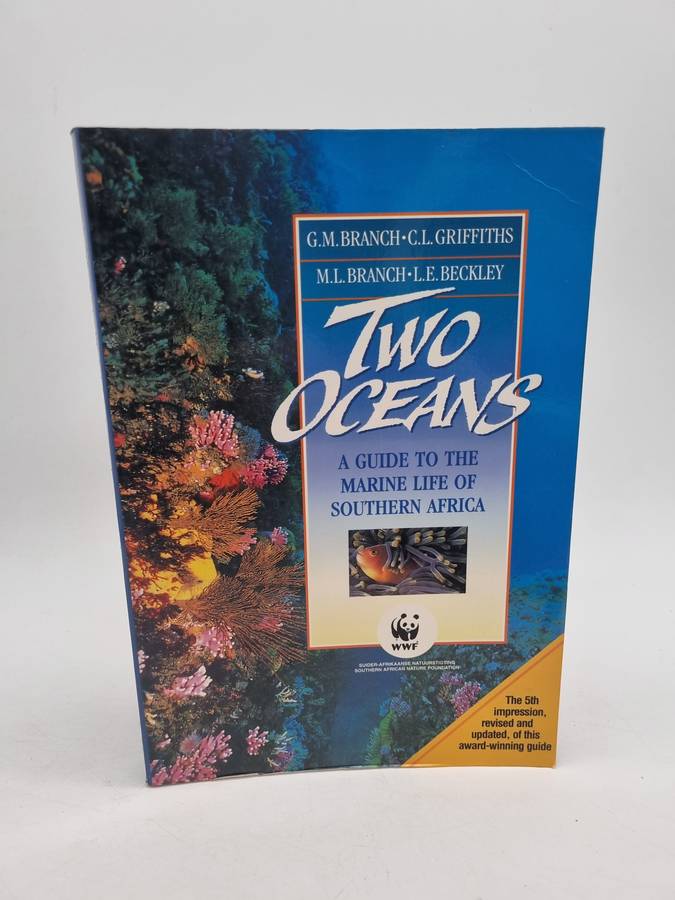 G.M. BRANCH • C.L. GRIFFITHS
M.L. BRANCH • L.E. BECKLEY
TWO
OCEANS
A GUIDE TO THE
MARINE LIFE OF
SOUTHERN AFRICA
WWF
SUIDER-AFRIKAANSE NATUURSTIGTING
SOUTHERN AFRICAN NATURE FOUNDATION
The 5th
impression,
revised and
updated, of this
award-winning guide